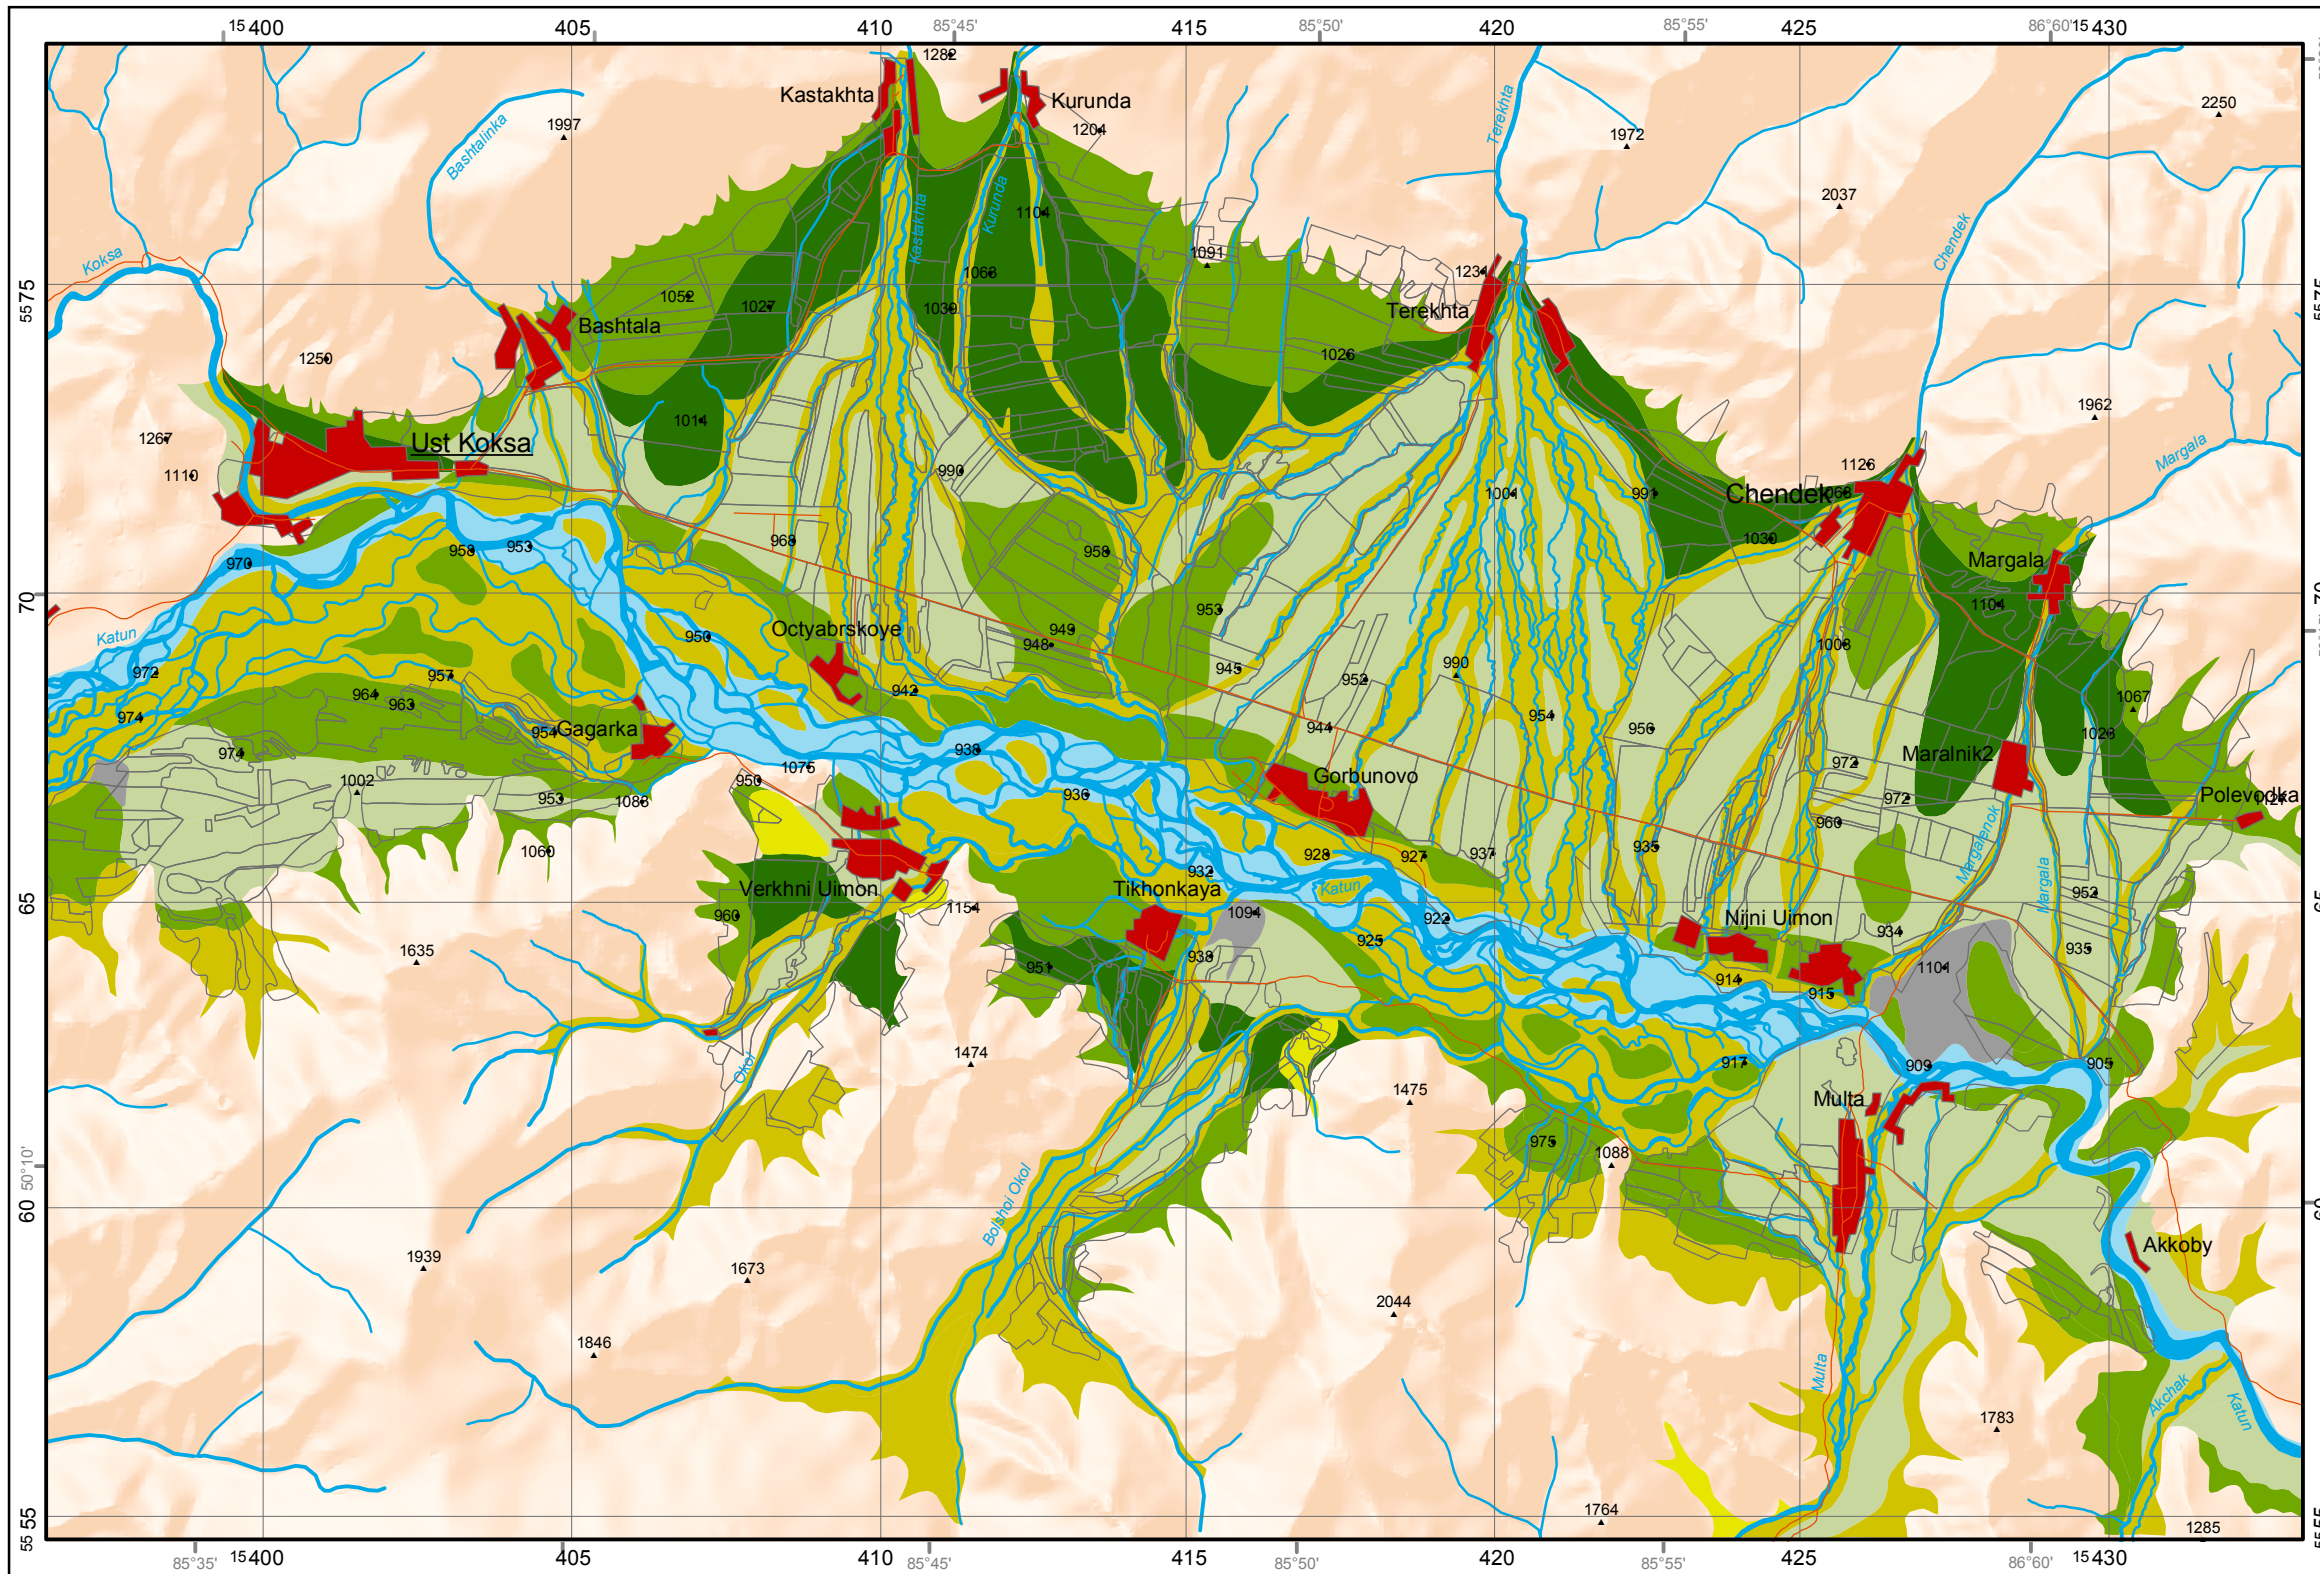 15 400 405 410 85°45' 415 85°50' 420 85°55' 425 86°60' 15 430
1282
Kastakhta
Kurunda
1204
1997
Bashtalinka
Terekhta
1972
2250
2037
Kastakhta
Kurunda
1104
Chendek
Koksa
1091
1234
1063
5575
1052
1027
1039
Terekhta
Bashtala
1250
1026
1962
1014
Ust Koksa
1267
1110
990
1126
Margala
1004
991
Chendek
1068
958
953
968
958
1030
970
Margala
70
953
1104
Octyabrskoye
949
948
Katun
950
1008
972
957
945
952
990
964
963
942
1067
974
954
Gagarka
944
954
956
1028
974
938
1002
950
1075
Gorbunovo
972
Maralnik2
953
1088
936
972
Polevodka
1127
960
1060
928
927
937
935
Margalenok
Verkhni Uimon
932
Tikhonkaya
Katun
Margala
952
65
960
1154
1094
922
Nijni Uimon
934
925
935
1635
951
938
914
1101
915
Okol
1474
917
909
905
1475
Multa
975
1088
50°10'
60
Bolshoi Okol
Akkoby
1939
1673
2044
1846
Multa
Akchak
Katun
1783
1764
1285
5555
85°35' 15 400 405 410 85°45' 415 85°50' 420 85°55' 425 86°60' 15 430